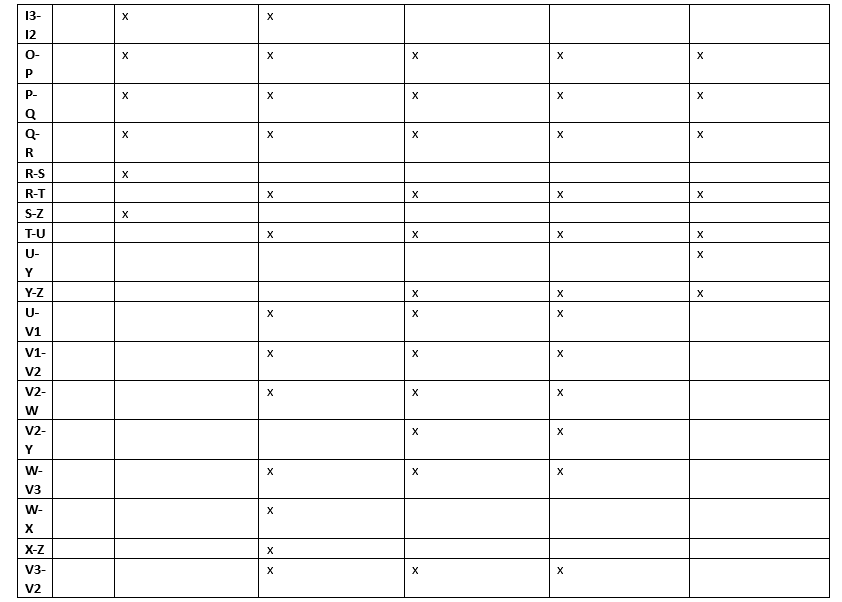 I3- x x
I2
O- x x x x x
P
P- x x x x x
Q
Q- x x x x x
R
R-S x
R-T x x x x
S-Z x
T-U x x x x
U- x
Y
Y-Z x x x
U- x x x
V1
V1- x x x
V2
V2- x x x
W
V2- x x
Y
W- x x x
V3
W- x
X
X-Z x
V3- x x x
V2